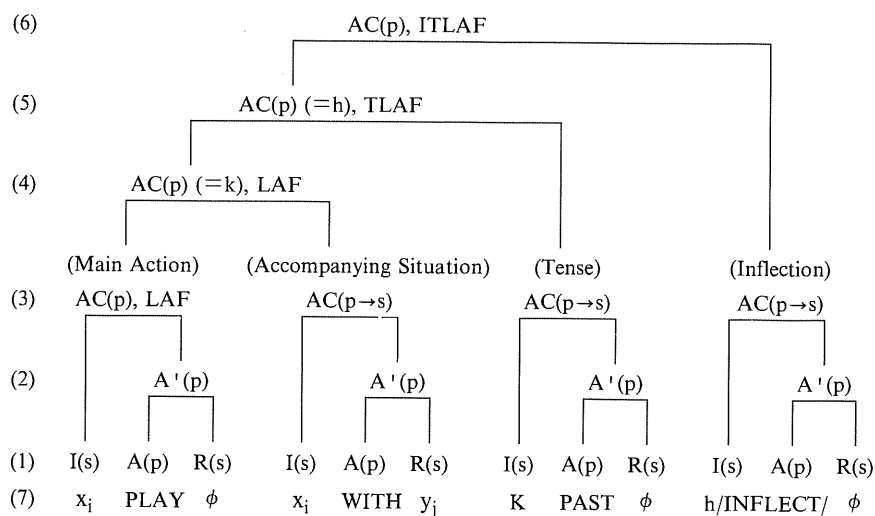 (6) AC(p), ITLAF
(5) AC(p) (=h), TLAF
(4) AC(p) (=k), LAF
(Main Action) (Accompanying Situation) (Tense) (Inflection)
(3) AC(p), LAF AC(p→s) AC(p→s) AC(p→s)
(2) A'(p) A'(p) A'(p) A'(p)
(1) I(s) A(p) R(s) I(s) A(p) R(s) I(s) A(p) R(s) I(s) A(p) R(s)
(7) xᵢ PLAY φ xᵢ WITH yⱼ K PAST φ h/INFLECT/ φ